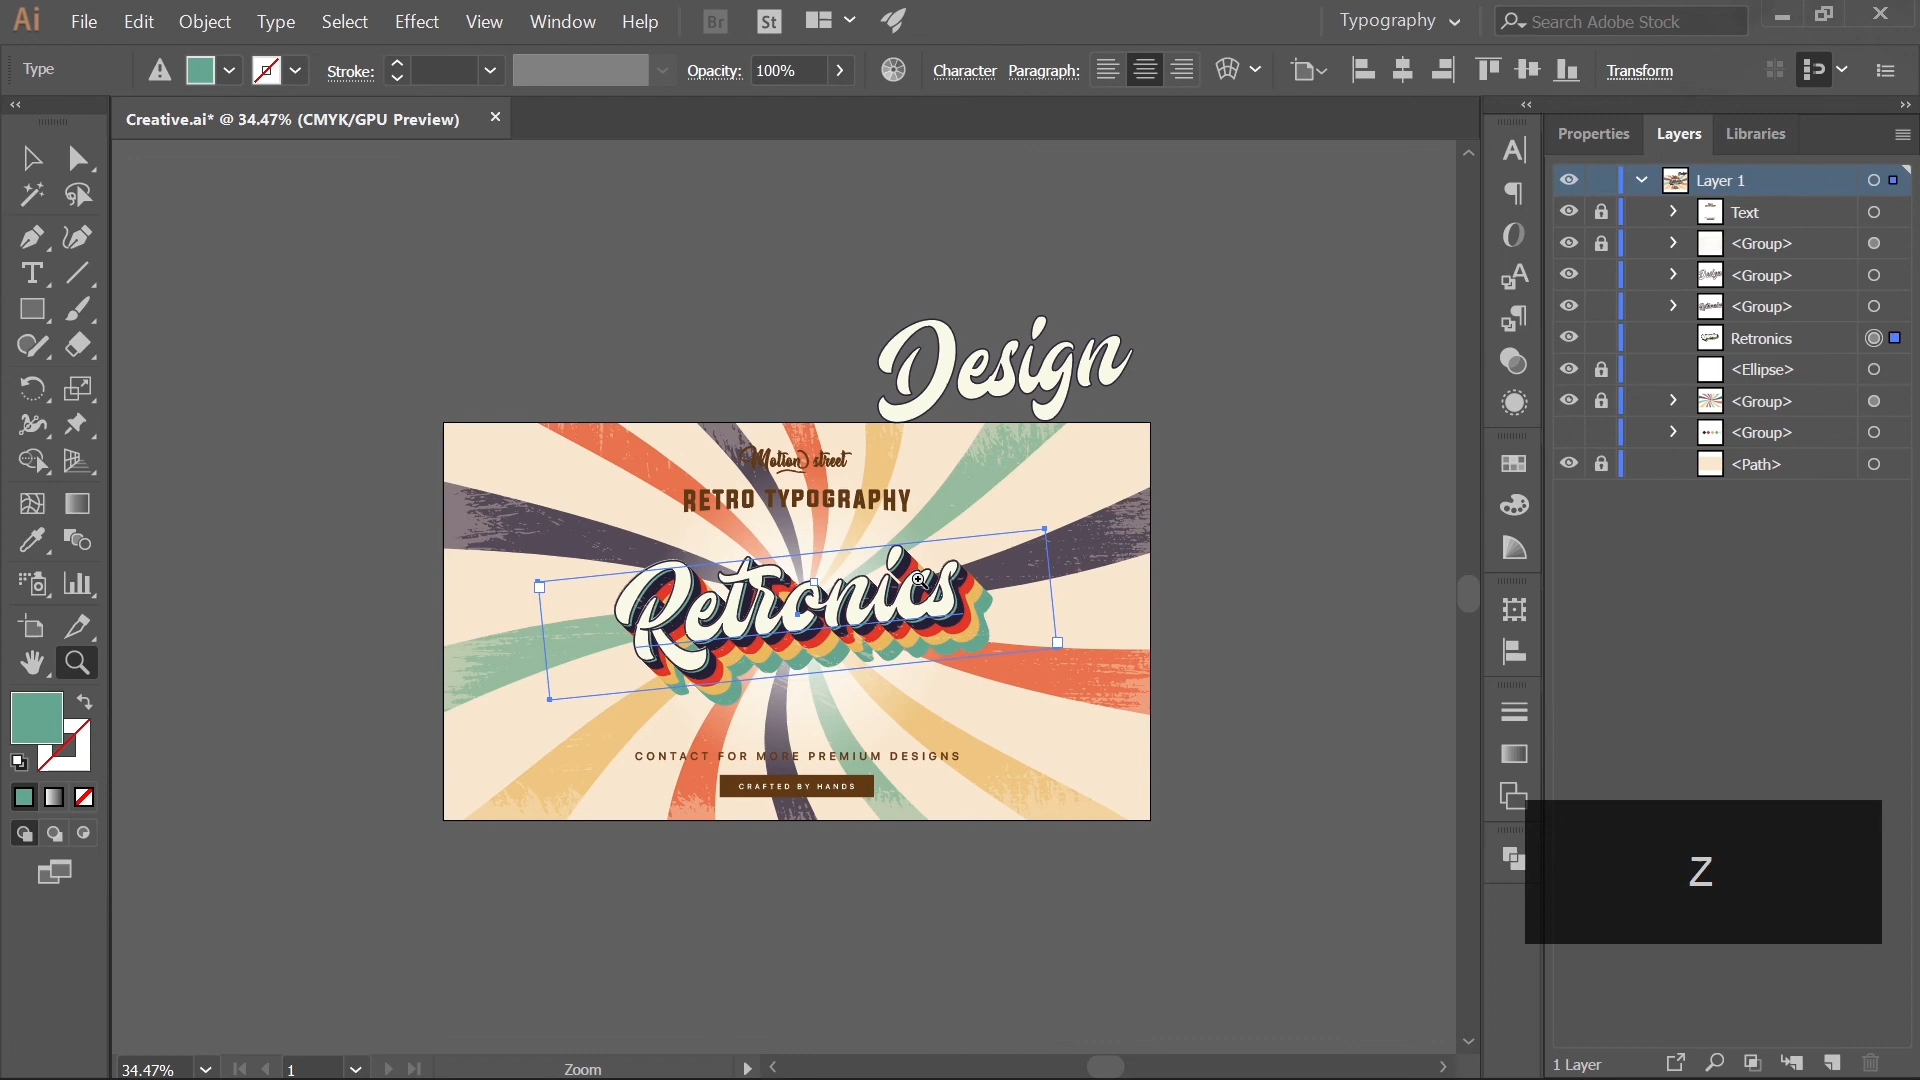 Ai File Edit Object Type Select Effect View Window Help Br St Typography Search Adobe Stock
Type Stroke: Opacity: 100% Character Paragraph: Transform
Creative.ai* @ 34.47% (CMYK/GPU Preview)
Properties Layers Libraries
Layer 1
Text
<Group>
<Group>
<Group>
Retronics
<Ellipse>
<Group>
<Group>
<Path>
Design
Motion street
RETRO TYPOGRAPHY
Retronics
CONTACT FOR MORE PREMIUM DESIGNS
CRAFTED BY HANDS
Z
34.47% 1 Zoom
1 Layer